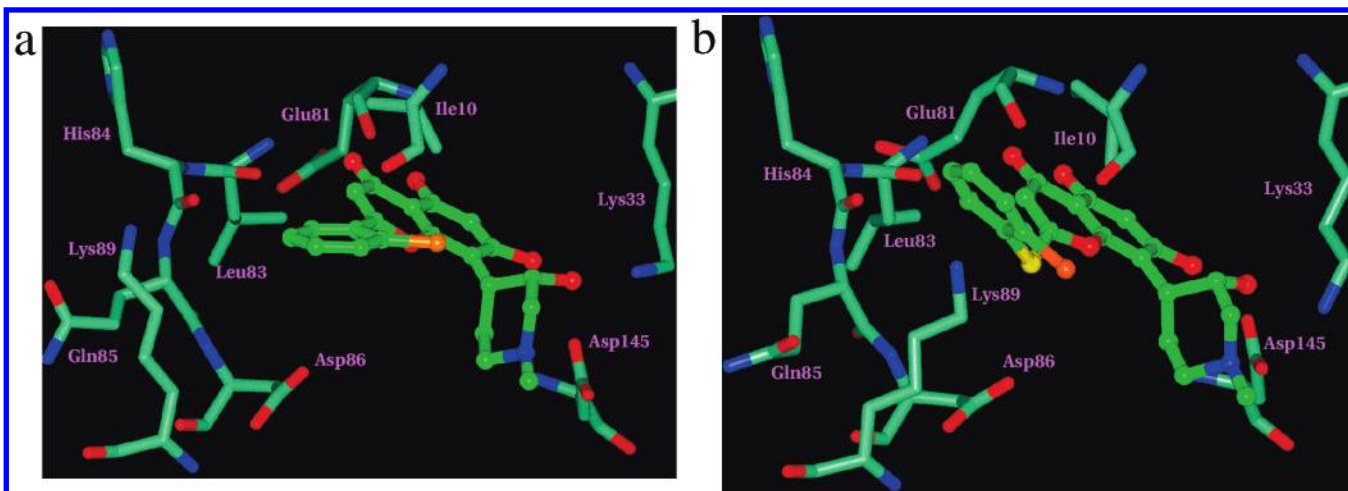 a
Glu81
Ile10
His84
Lys33
Lys89
Leu83
Gln85
Asp86
Asp145
b
Glu81
Ile10
His84
Lys33
Leu83
Lys89
Gln85
Asp86
Asp145